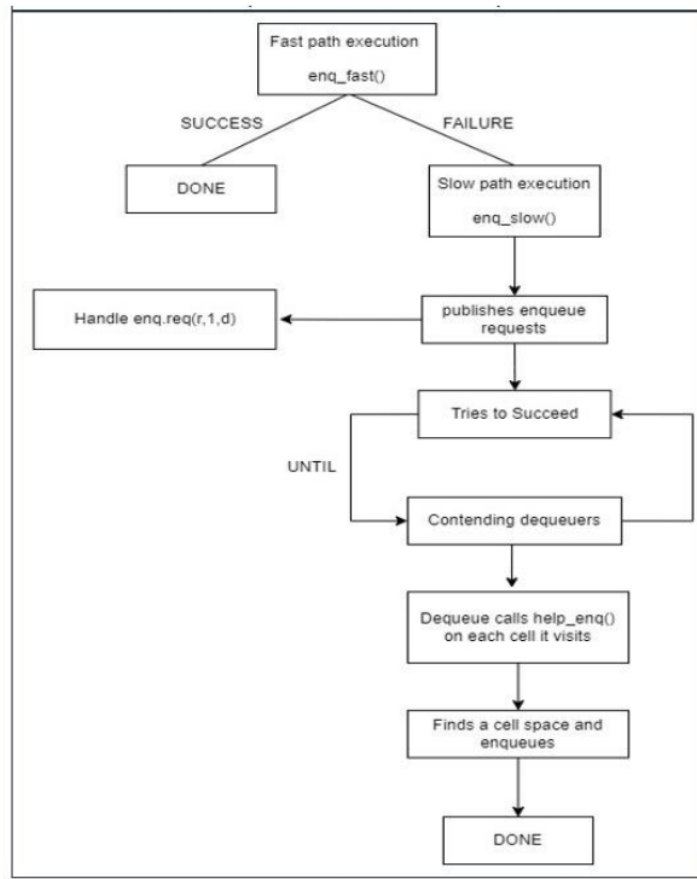 Fast path execution
enq_fast()
SUCCESS
FAILURE
DONE
Slow path execution
enq_slow()
Handle enq.req(r,1,d)
publishes enqueue
requests
Tries to Succeed
UNTIL
Contending dequeuers
Dequeue calls help_enq()
on each cell it visits
Finds a cell space and
enqueues
DONE